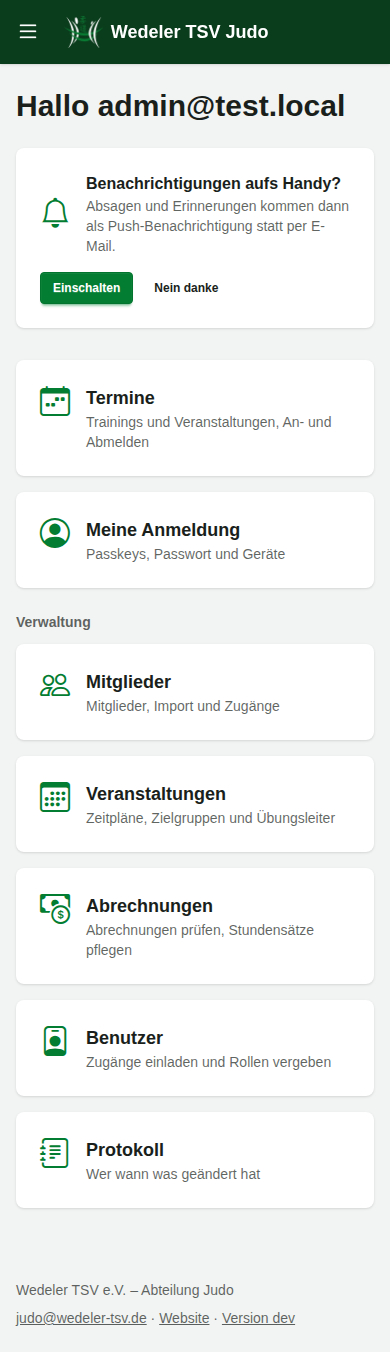 Wedeler TSV Judo
Hallo admin@test.local
Benachrichtigungen aufs Handy?
Absagen und Erinnerungen kommen dann
als Push-Benachrichtigung statt per E-
Mail.
Einschalten
Nein danke
Termine
Trainings und Veranstaltungen, An- und
Abmelden
Meine Anmeldung
Passkeys, Passwort und Geräte
Verwaltung
Mitglieder
Mitglieder, Import und Zugänge
Veranstaltungen
Zeitpläne, Zielgruppen und Übungsleiter
$
Abrechnungen
Abrechnungen prüfen, Stundensätze
pflegen
Benutzer
Zugänge einladen und Rollen vergeben
Protokoll
Wer wann was geändert hat
Wedeler TSV e.V. – Abteilung Judo
judo@wedeler-tsv.de · Website · Version dev